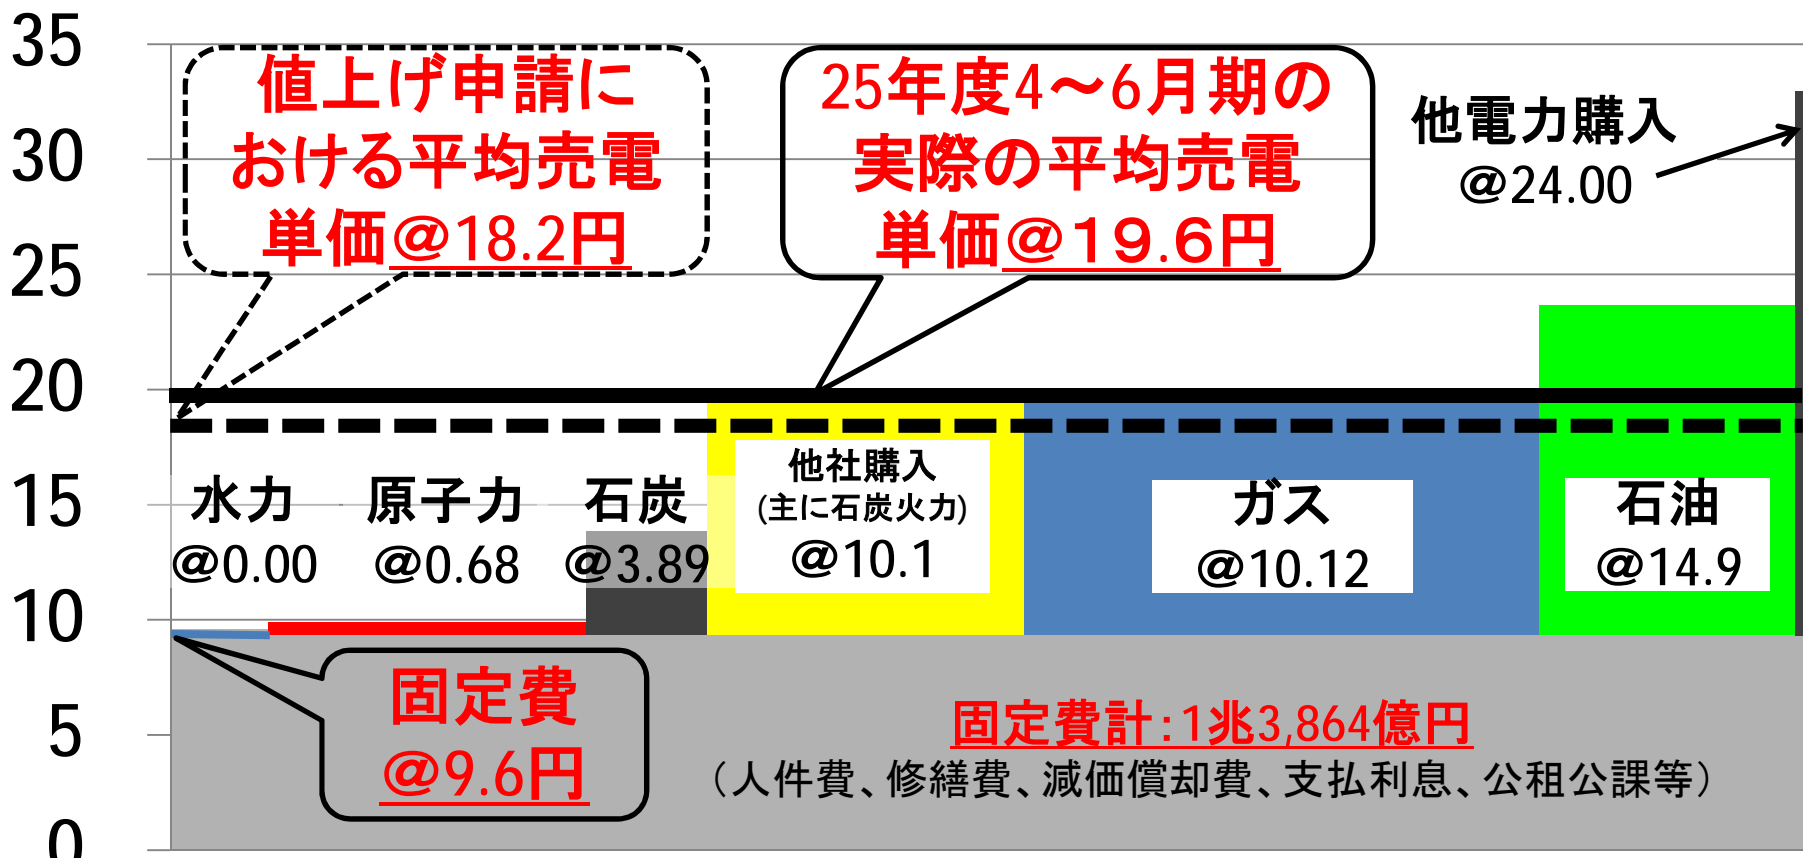 35
30
25
20
15
10
5
0
値上げ申請に
おける平均売電
単価@18.2円
25年度4～6月期の
実際の平均売電
単価@19.6円
他電力購入
@24.00
水力
@0.00
原子力
@0.68
石炭
@3.89
他社購入
(主に石炭火力)
@10.1
ガス
@10.12
石油
@14.9
固定費
@9.6円
固定費計：1兆3,864億円
（人件費、修繕費、減価償却費、支払利息、公租公課等）